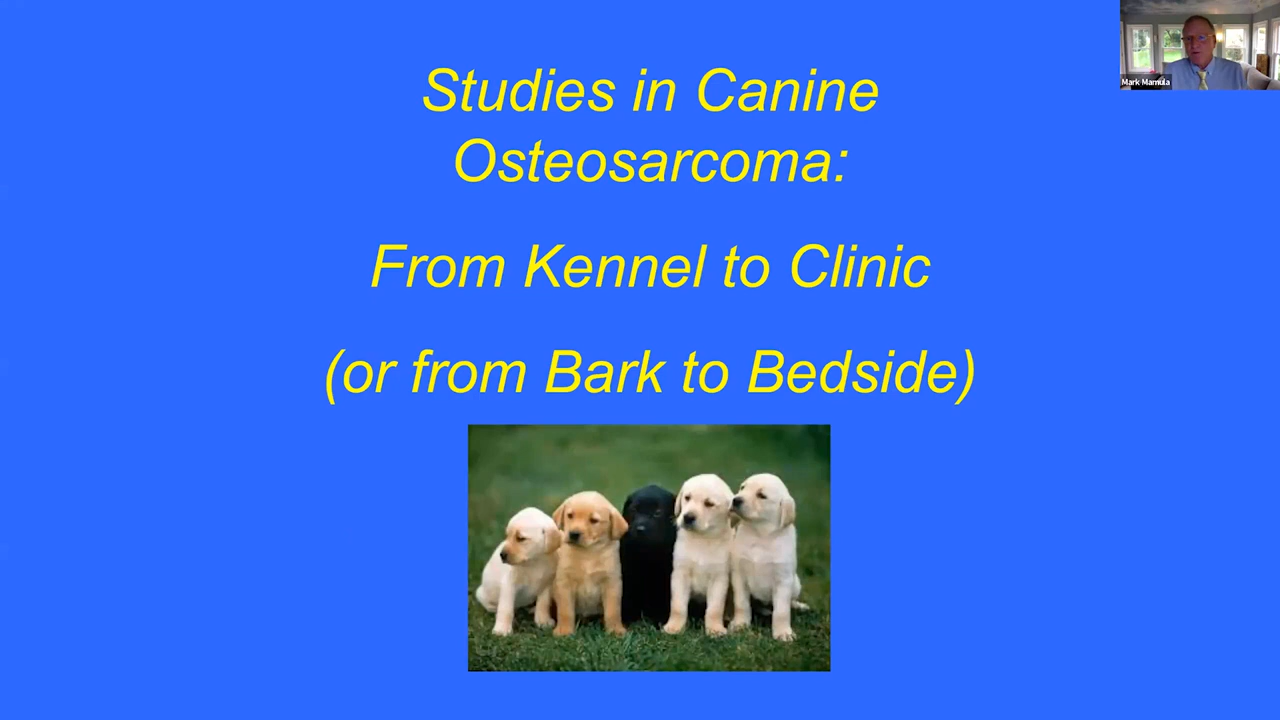 Studies in Canine
Osteosarcoma:
From Kennel to Clinic
(or from Bark to Bedside)
Mark Mamula